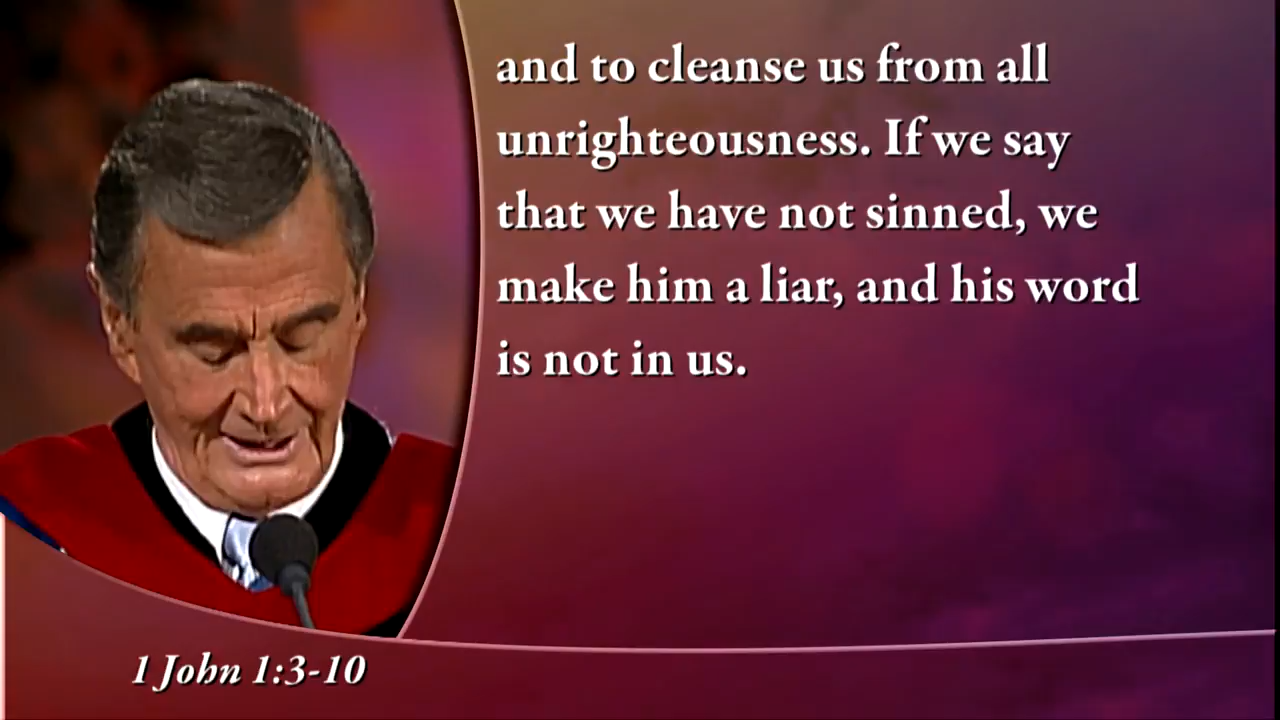 and to cleanse us from all
unrighteousness. If we say
that we have not sinned, we
make him a liar, and his word
is not in us.
1 John 1:3-10